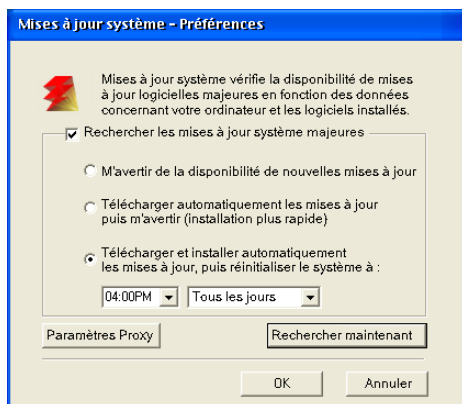 Mises à jour système - Préférences
Mises à jour système vérifie la disponibilité de mises
à jour logicielles majeures en fonction des données
concernant votre ordinateur et les logiciels installés.
Rechercher les mises à jour système majeures
M'avertir de la disponibilité de nouvelles mises à jour
Télécharger automatiquement les mises à jour
puis m'avertir (installation plus rapide)
Télécharger et installer automatiquement
les mises à jour, puis réinitialiser le système à :
04:00PM Tous les jours
Paramètres Proxy Rechercher maintenant
OK Annuler